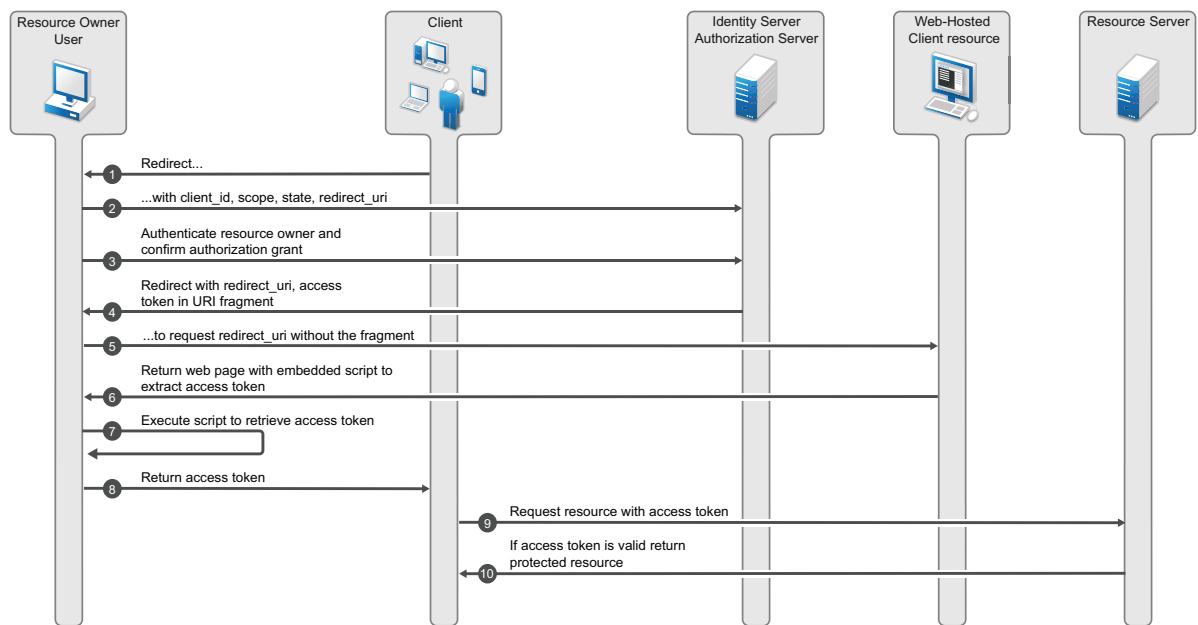 Resource Owner
User
Client
Identity Server
Authorization Server
Web-Hosted
Client resource
Resource Server
Redirect...
1
...with client_id, scope, state, redirect_uri
2
Authenticate resource owner and
confirm authorization grant
3
Redirect with redirect_uri, access
token in URI fragment
4
...to request redirect_uri without the fragment
5
Return web page with embedded script to
extract access token
6
Execute script to retrieve access token
7
Return access token
8
Request resource with access token
9
If access token is valid return
protected resource
10